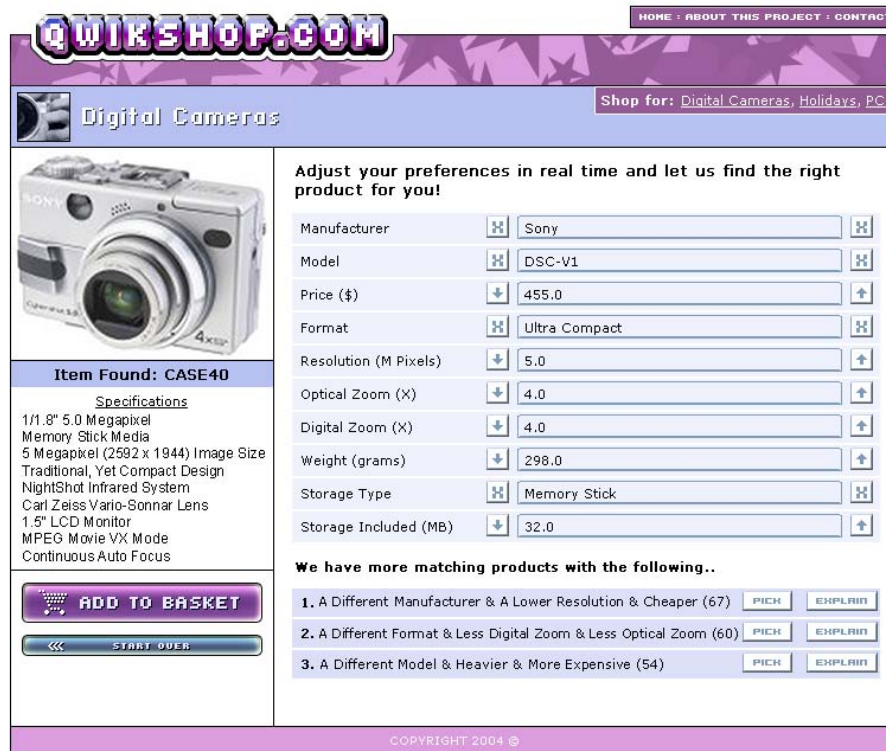 QWIKSHOP.COM
HOME : ABOUT THIS PROJECT : CONTACT
Digital Cameras
Shop for: Digital Cameras, Holidays, PC
SONY
Cyber-shot 5.0
4x
Item Found: CASE40
Specifications
1/1.8" 5.0 Megapixel
Memory Stick Media
5 Megapixel (2592 x 1944) Image Size
Traditional, Yet Compact Design
NightShot Infrared System
Carl Zeiss Vario-Sonnar Lens
1.5" LCD Monitor
MPEG Movie VX Mode
Continuous Auto Focus
ADD TO BASKET
<<< START OVER
Adjust your preferences in real time and let us find the right
product for you!
Manufacturer X Sony X
Model X DSC-V1 X
Price ($) ↓ 455.0 ↑
Format X Ultra Compact X
Resolution (M Pixels) ↓ 5.0 ↑
Optical Zoom (X) ↓ 4.0 ↑
Digital Zoom (X) ↓ 4.0 ↑
Weight (grams) ↓ 298.0 ↑
Storage Type X Memory Stick X
Storage Included (MB) ↓ 32.0 ↑
We have more matching products with the following..
1. A Different Manufacturer & A Lower Resolution & Cheaper (67) PICK EXPLAIN
2. A Different Format & Less Digital Zoom & Less Optical Zoom (60) PICK EXPLAIN
3. A Different Model & Heavier & More Expensive (54) PICK EXPLAIN
COPYRIGHT 2004 ©